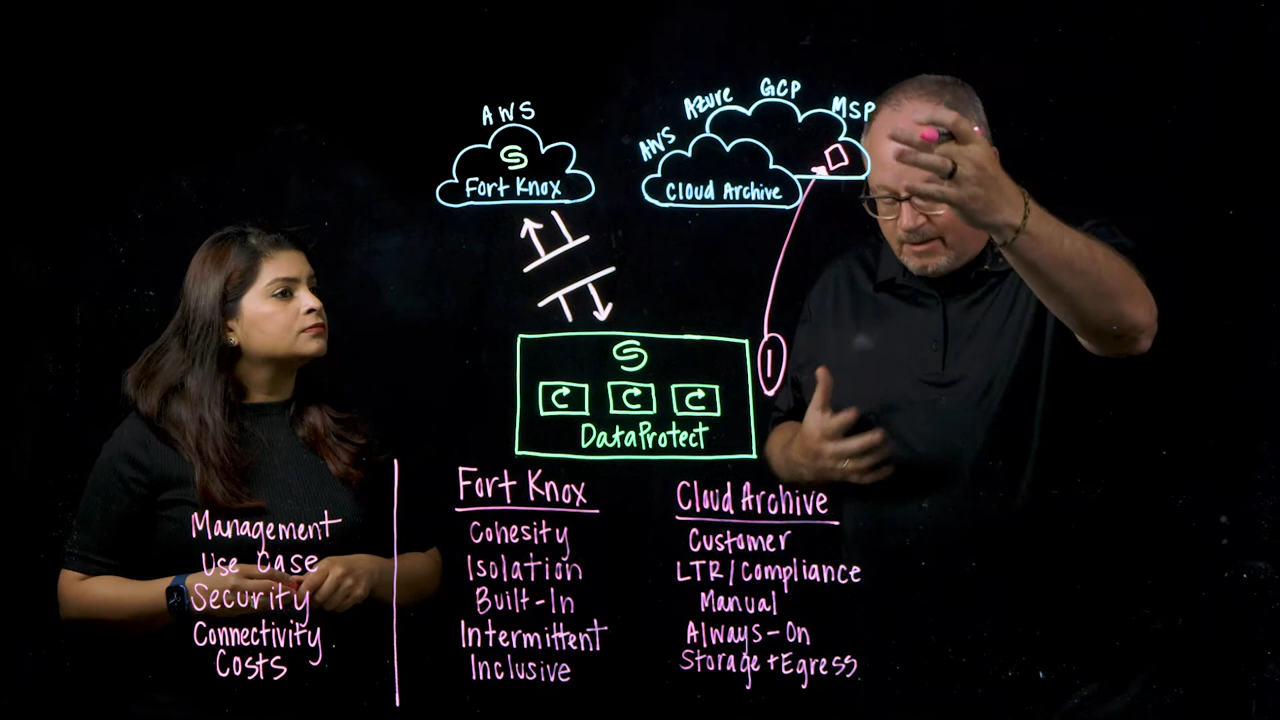 AWS
Fort Knox
AWS
Azure
GCP
MSP
Cloud Archive
1
DataProtect
Fort Knox
Cloud Archive
Management
Cohesity
Customer
Use Case
Isolation
LTR/Compliance
Security
Built-In
Manual
Connectivity
Intermittent
Always-On
Costs
Inclusive
Storage+Egress